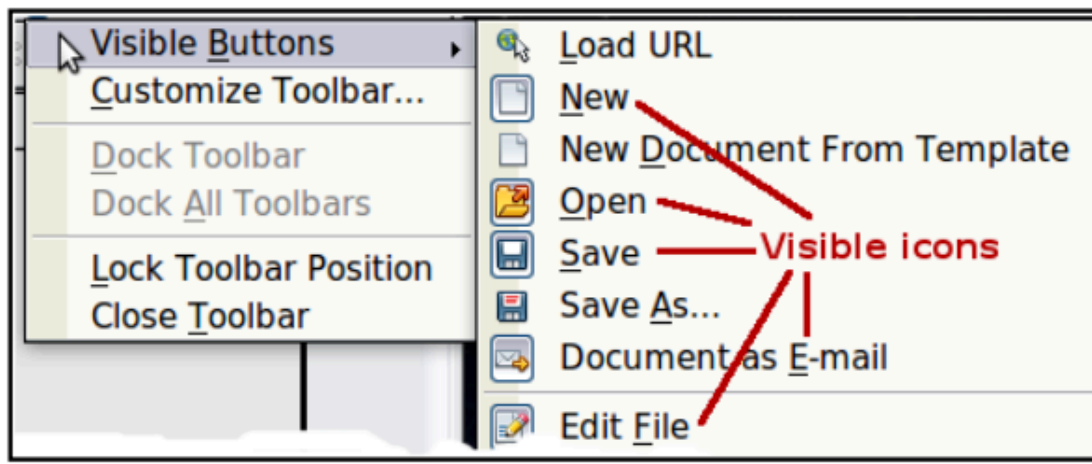 Visible Buttons
Customize Toolbar...
Dock Toolbar
Dock All Toolbars
Lock Toolbar Position
Close Toolbar
Load URL
New
New Document From Template
Open
Save
Save As...
Document as E-mail
Edit File
Visible icons